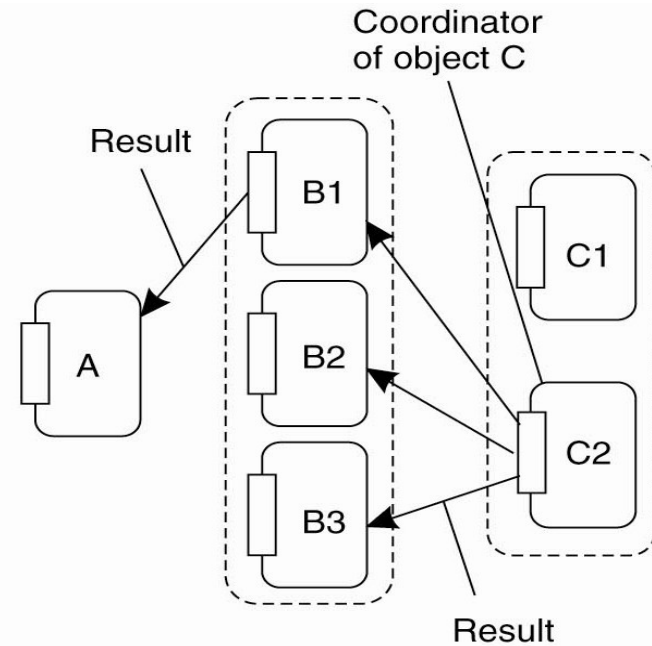 Coordinator
of object C
Result
B1
C1
A
B2
C2
B3
Result